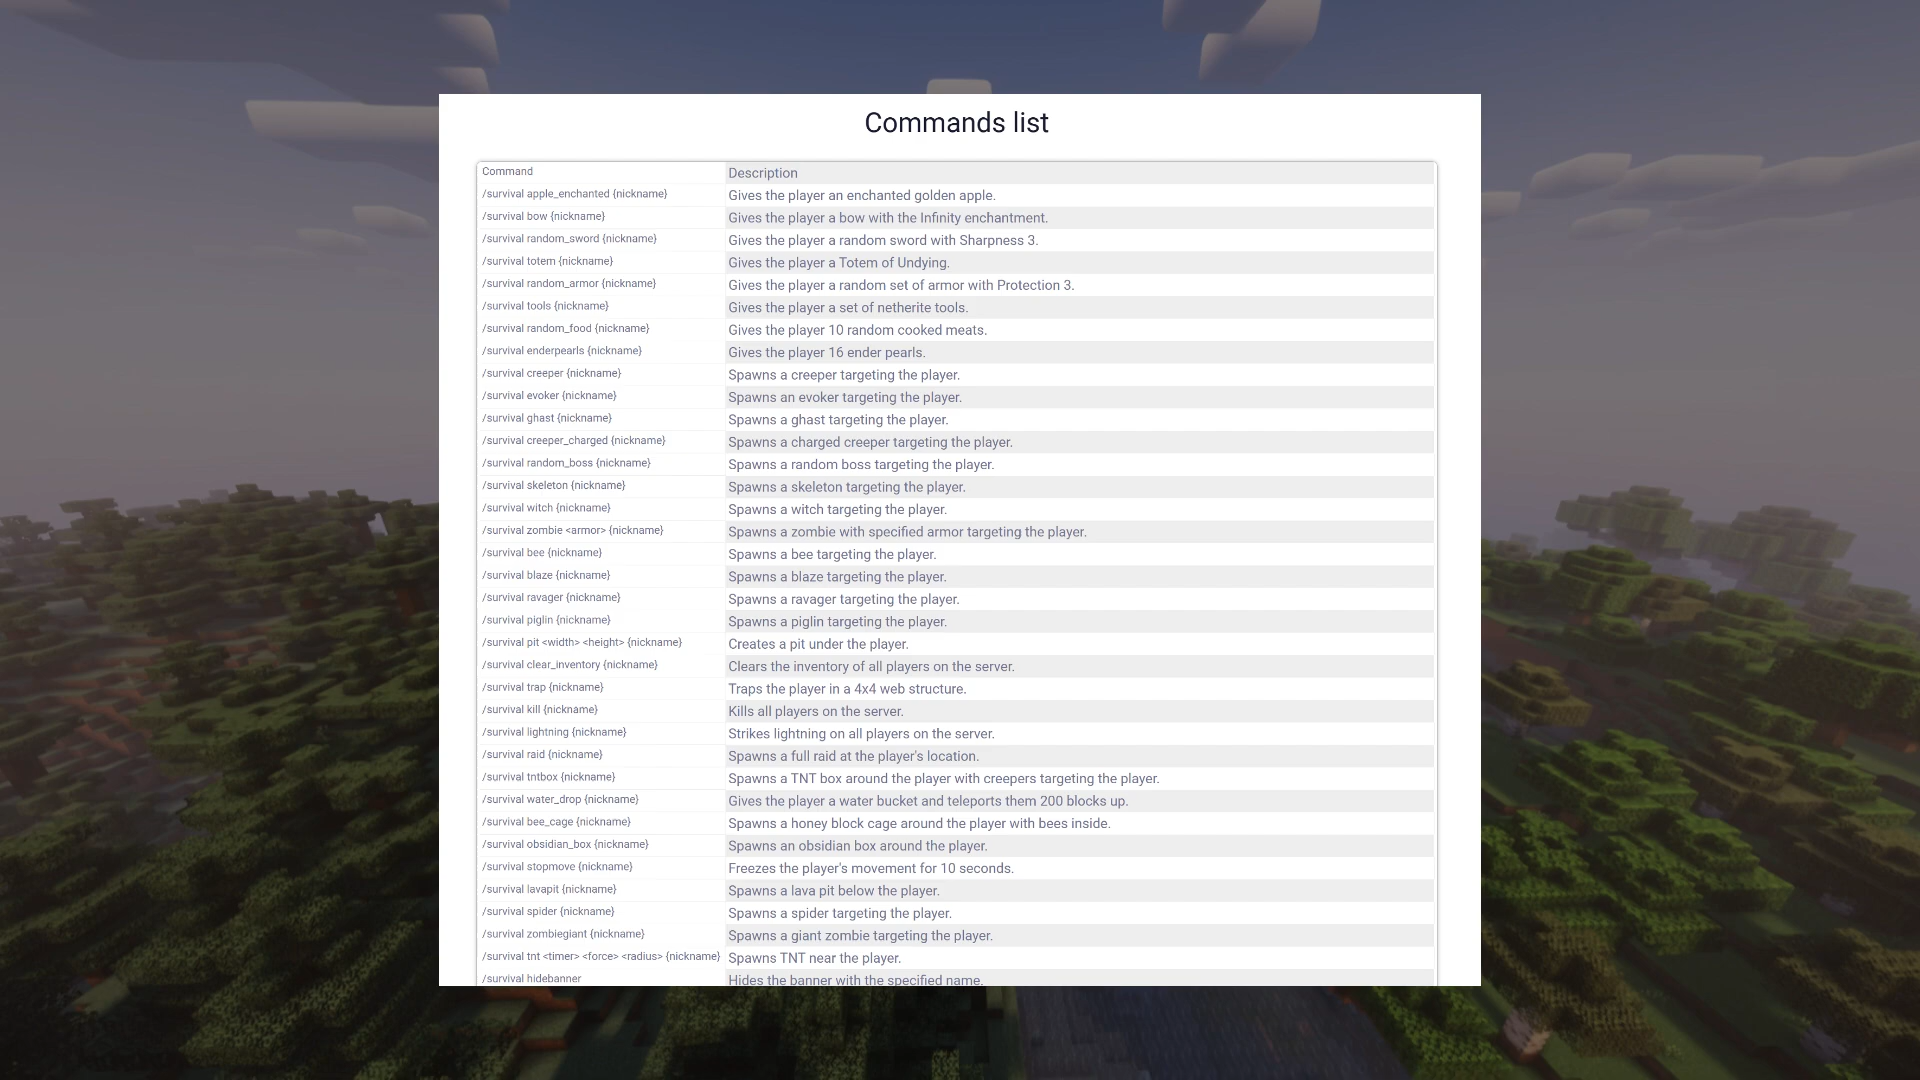 Commands list
Command Description
/survival apple_enchanted {nickname} Gives the player an enchanted golden apple.
/survival bow {nickname} Gives the player a bow with the Infinity enchantment.
/survival random_sword {nickname} Gives the player a random sword with Sharpness 3.
/survival totem {nickname} Gives the player a Totem of Undying.
/survival random_armor {nickname} Gives the player a random set of armor with Protection 3.
/survival tools {nickname} Gives the player a set of netherite tools.
/survival random_food {nickname} Gives the player 10 random cooked meats.
/survival enderpearls {nickname} Gives the player 16 ender pearls.
/survival creeper {nickname} Spawns a creeper targeting the player.
/survival evoker {nickname} Spawns an evoker targeting the player.
/survival ghast {nickname} Spawns a ghast targeting the player.
/survival creeper_charged {nickname} Spawns a charged creeper targeting the player.
/survival random_boss {nickname} Spawns a random boss targeting the player.
/survival skeleton {nickname} Spawns a skeleton targeting the player.
/survival witch {nickname} Spawns a witch targeting the player.
/survival zombie <armor> {nickname} Spawns a zombie with specified armor targeting the player.
/survival bee {nickname} Spawns a bee targeting the player.
/survival blaze {nickname} Spawns a blaze targeting the player.
/survival ravager {nickname} Spawns a ravager targeting the player.
/survival piglin {nickname} Spawns a piglin targeting the player.
/survival pit <width> <height> {nickname} Creates a pit under the player.
/survival clear_inventory {nickname} Clears the inventory of all players on the server.
/survival trap {nickname} Traps the player in a 4x4 web structure.
/survival kill {nickname} Kills all players on the server.
/survival lightning {nickname} Strikes lightning on all players on the server.
/survival raid {nickname} Spawns a full raid at the player's location.
/survival tntbox {nickname} Spawns a TNT box around the player with creepers targeting the player.
/survival water_drop {nickname} Gives the player a water bucket and teleports them 200 blocks up.
/survival bee_cage {nickname} Spawns a honey block cage around the player with bees inside.
/survival obsidian_box {nickname} Spawns an obsidian box around the player.
/survival stopmove {nickname} Freezes the player's movement for 10 seconds.
/survival lavapit {nickname} Spawns a lava pit below the player.
/survival spider {nickname} Spawns a spider targeting the player.
/survival zombiegiant {nickname} Spawns a giant zombie targeting the player.
/survival tnt <timer> <force> <radius> {nickname} Spawns TNT near the player.
/survival hidebanner Hides the banner with the specified name.